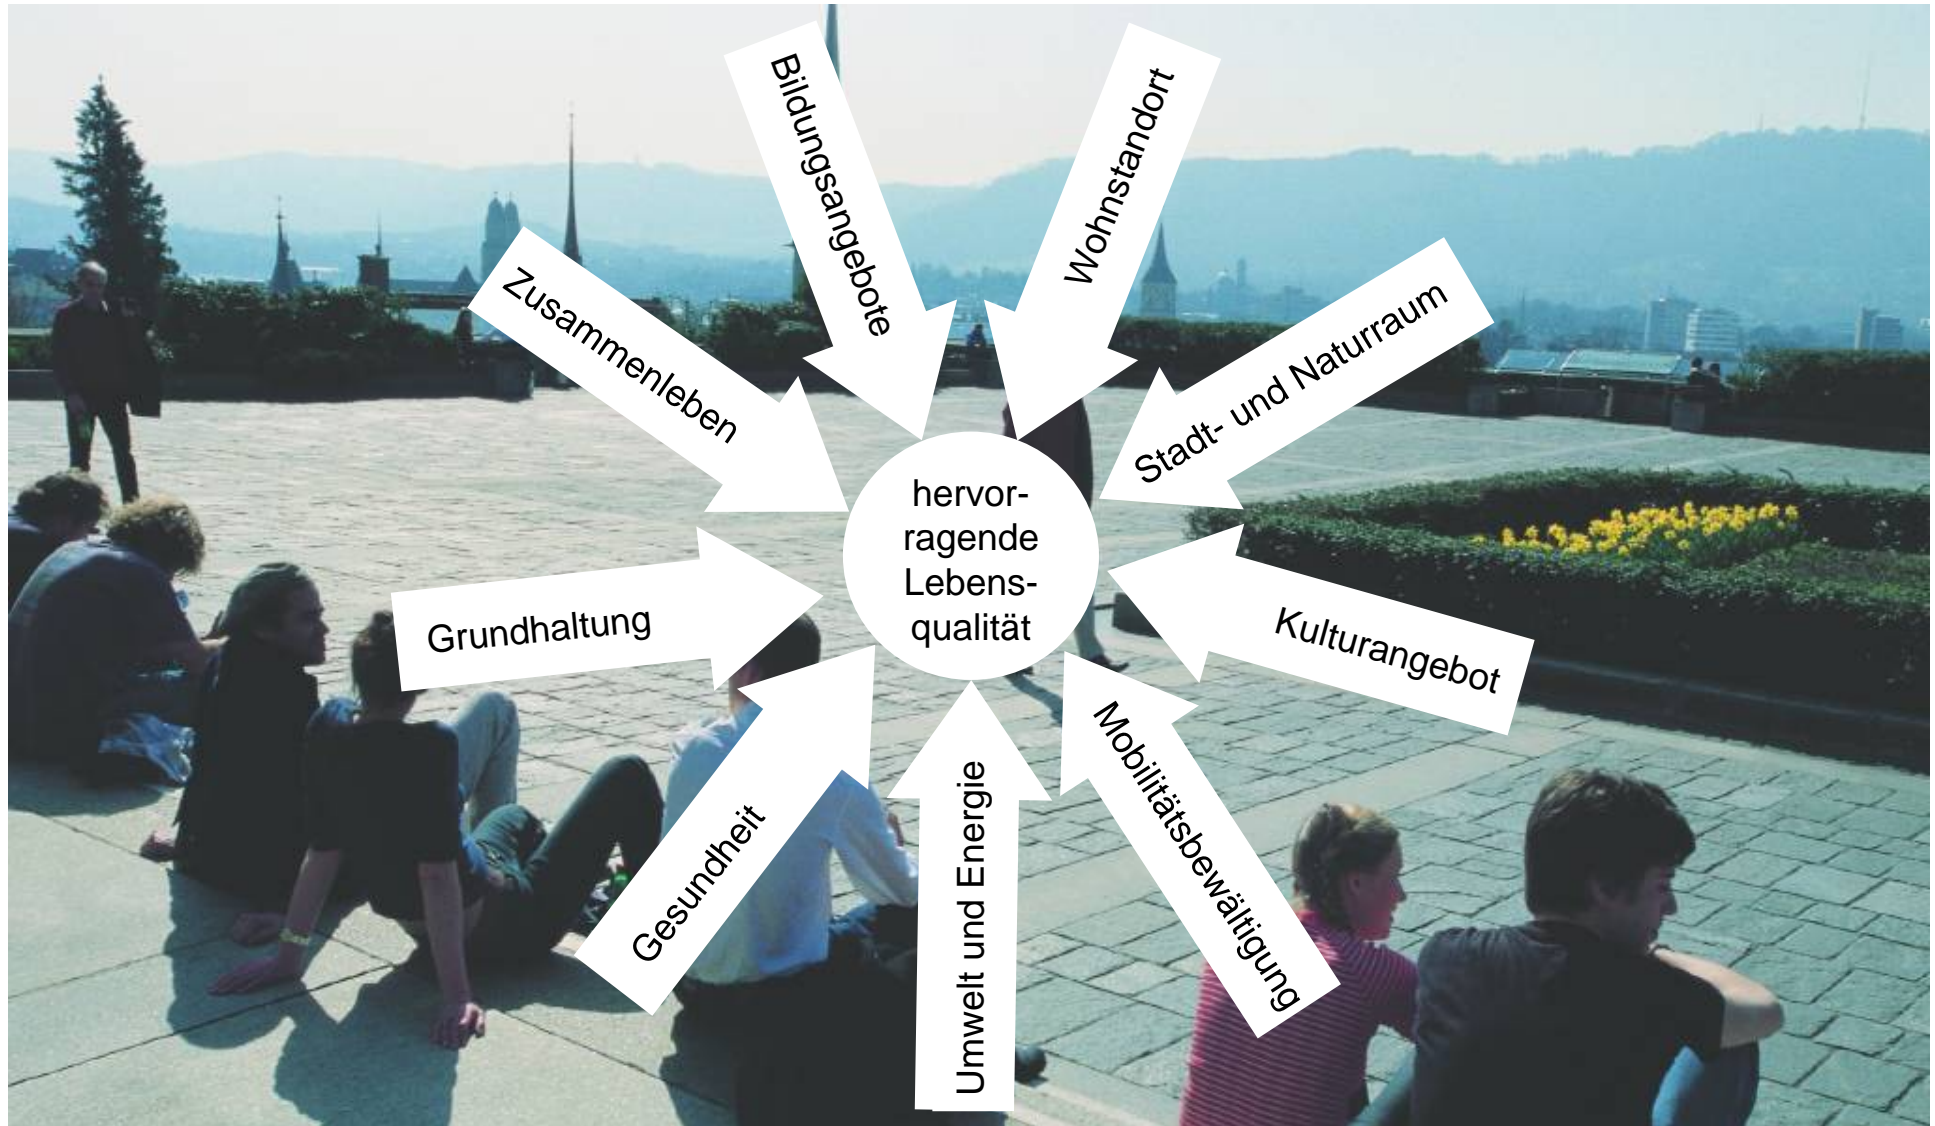 Bildungsangebote
Wohnstandort
Zusammenleben
Stadt- und Naturraum
hervor-
ragende
Lebens-
qualität
Grundhaltung
Kulturangebot
Gesundheit
Umwelt und Energie
Mobilitätsbewältigung